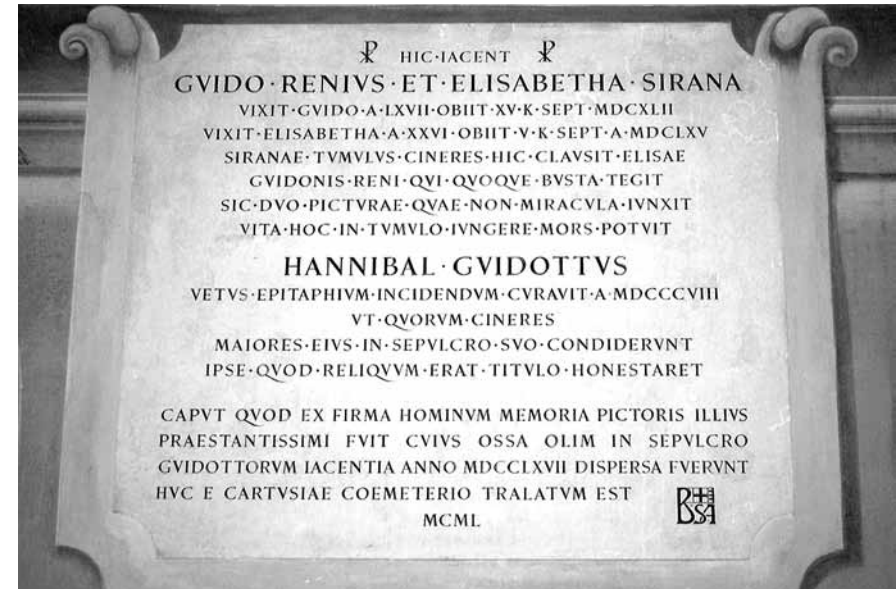 ☧ HIC·IACENT ☧
GVIDO·RENIVS·ET·ELISABETHA·SIRANA
VIXIT·GVIDO·A·LXVII·OBIIT·XV·K·SEPT·MDCXLII
VIXIT·ELISABETHA·A·XXVI·OBIIT·V·K·SEPT·A·MDCLXV
SIRANAE·TVMVLVS·CINERES·HIC·CLAVSIT·ELISAE
GVIDONIS·RENI·QVI·QVOQVE·BVSTA·TEGIT
SIC·DVO·PICTVRAE·QVAE·NON·MIRACVLA·IVNXIT
VITA·HOC·IN·TVMVLO·IVNGERE·MORS·POTVIT
HANNIBAL·GVIDOTTVS
VETVS·EPITAPHIVM·INCIDENDVM·CVRAVIT·A·MDCCCVIII
VT·QVORVM·CINERES
MAIORES·EIVS·IN·SEPVLCRO·SVO·CONDIDERVNT
IPSE·QVOD·RELIQVVM·ERAT·TITVLO·HONESTARET
CAPVT QVOD EX FIRMA HOMINVM MEMORIA PICTORIS ILLIVS
PRAESTANTISSIMI FVIT CVIVS OSSA OLIM IN SEPVLCRO
GVIDOTTORVM IACENTIA ANNO MDCCLXVII DISPERSA FVERVNT
HVC E CARTVSIAE COEMETERIO TRALATVM EST
MCML